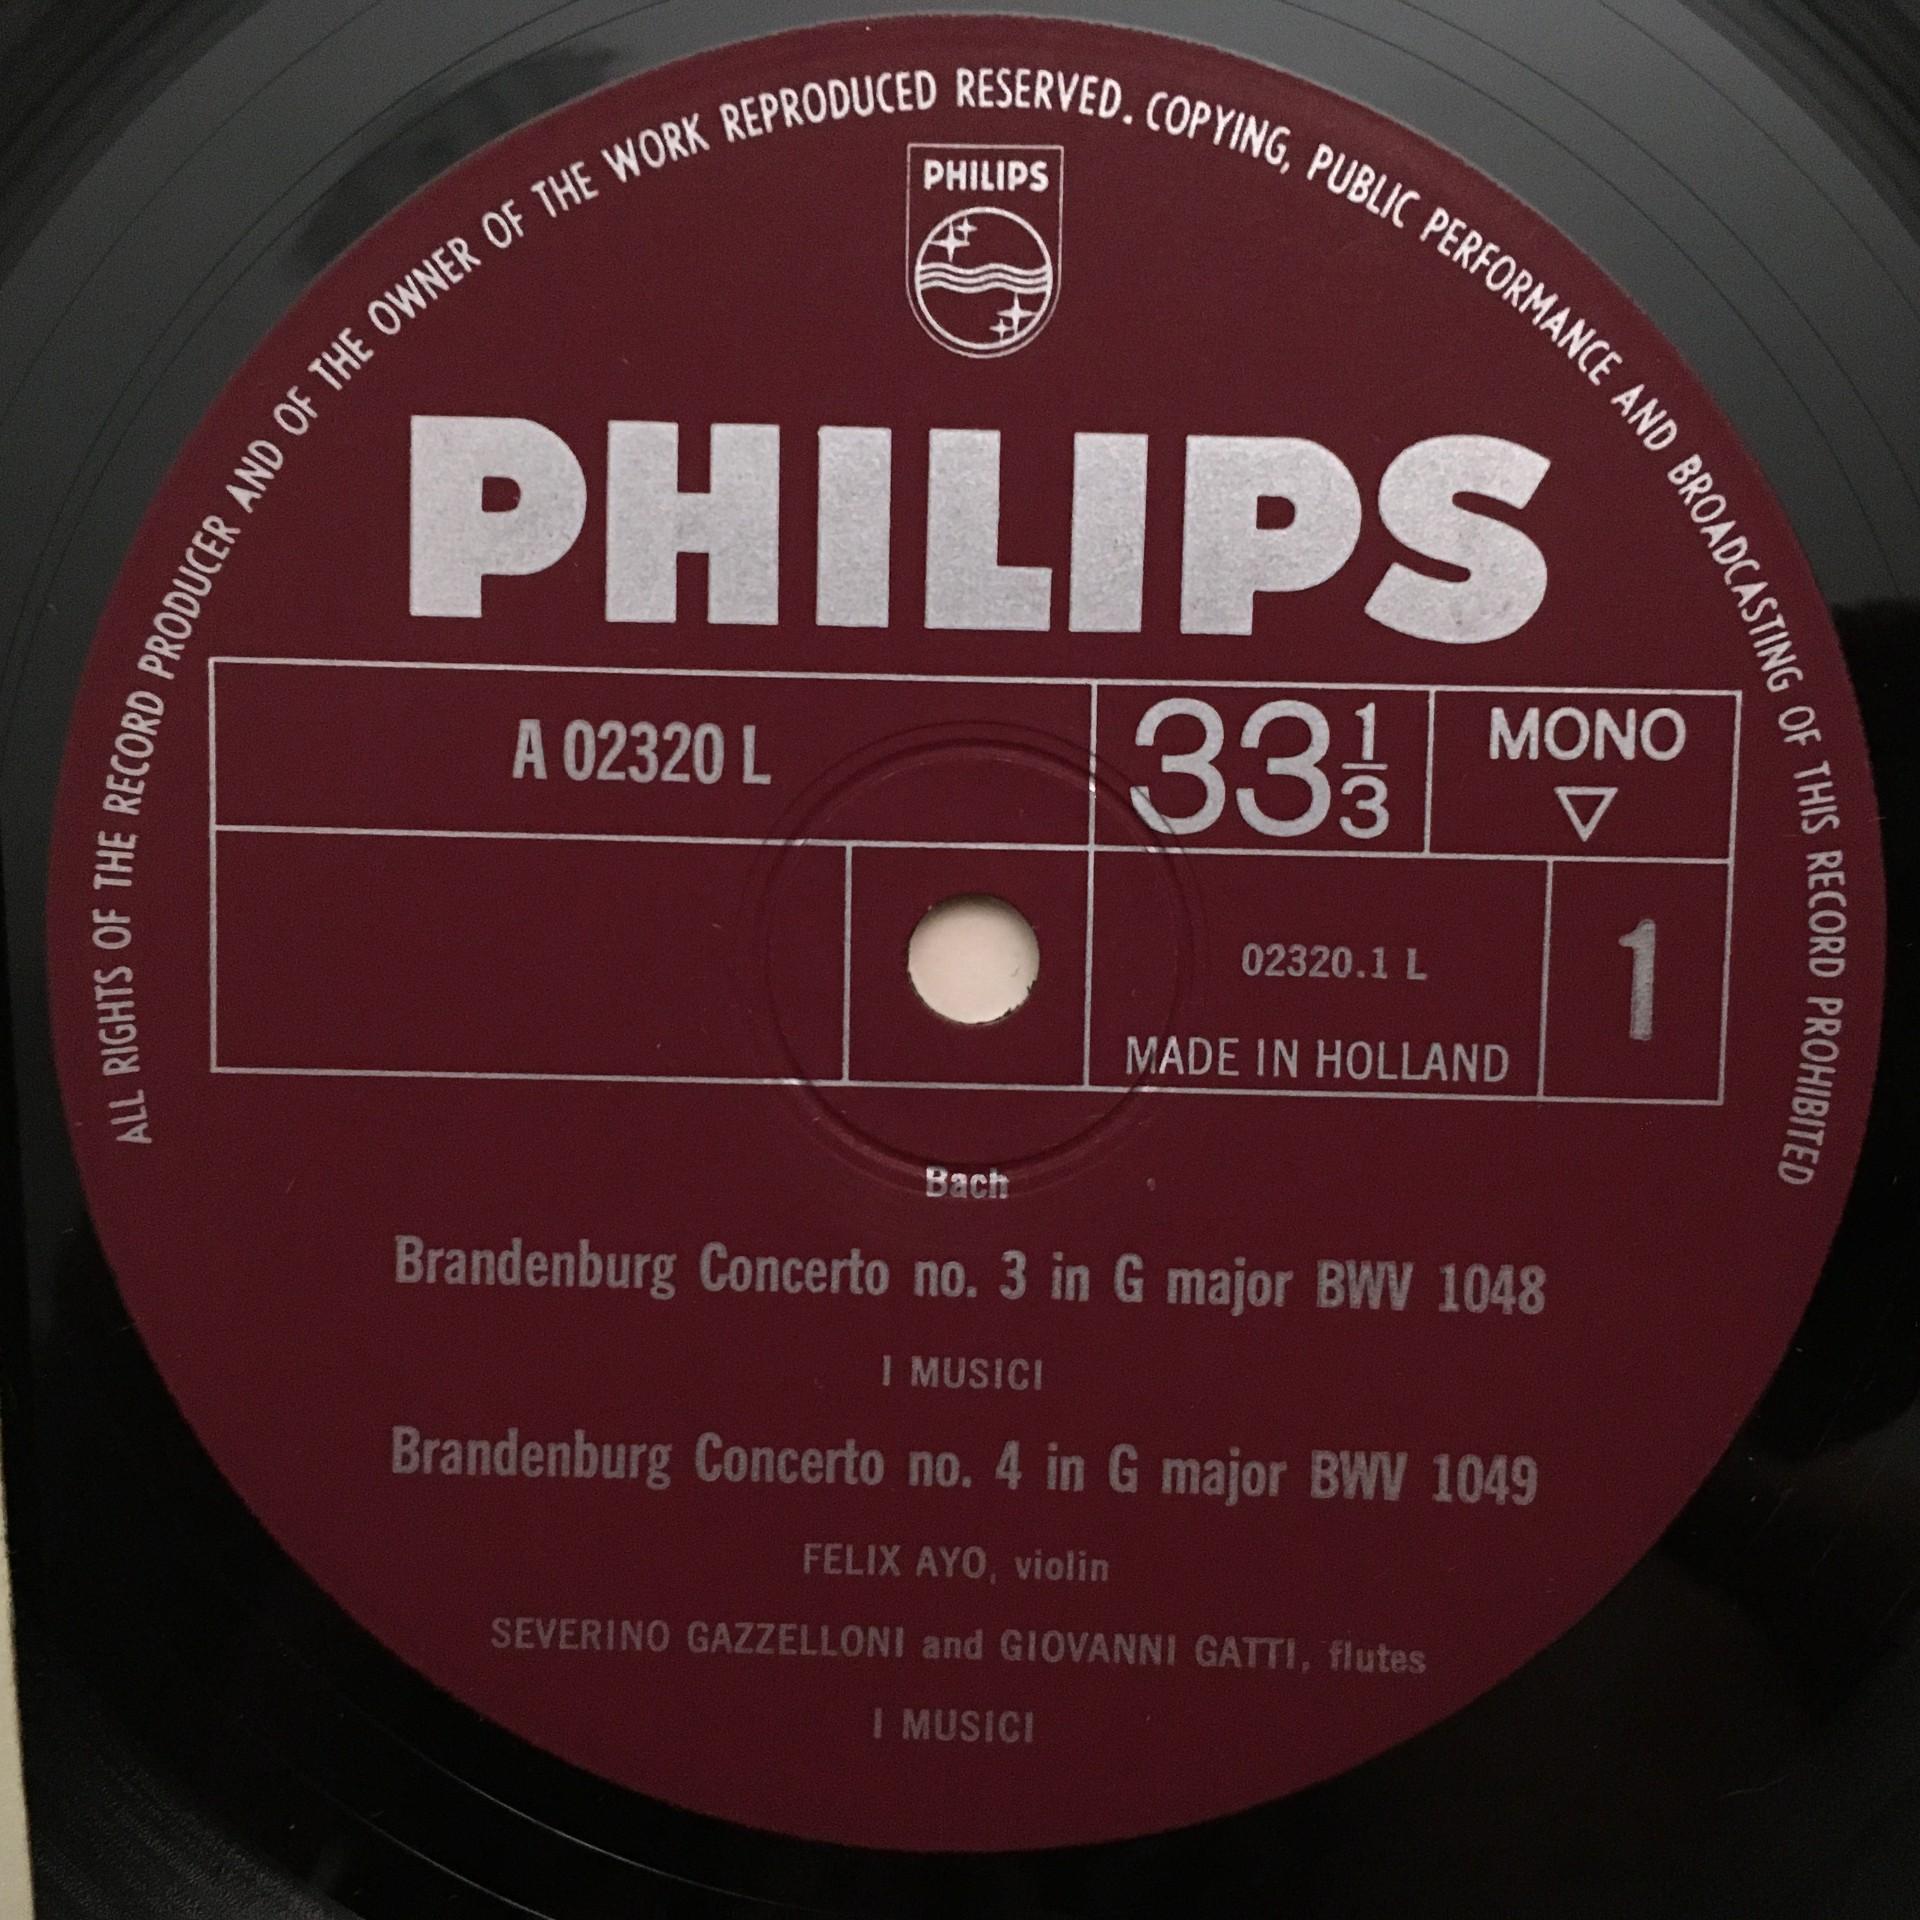 ALL RIGHTS OF THE RECORD PRODUCER AND OF THE OWNER OF THE WORK REPRODUCED RESERVED. COPYING, PUBLIC PERFORMANCE AND BROADCASTING OF THIS RECORD PROHIBITED
PHILIPS
PHILIPS
A 02320 L
33 1/3
MONO
02320.1 L
MADE IN HOLLAND
1
Bach
Brandenburg Concerto no. 3 in G major BWV 1048
I MUSICI
Brandenburg Concerto no. 4 in G major BWV 1049
FELIX AYO, violin
SEVERINO GAZZELLONI and GIOVANNI GATTI, flutes
I MUSICI